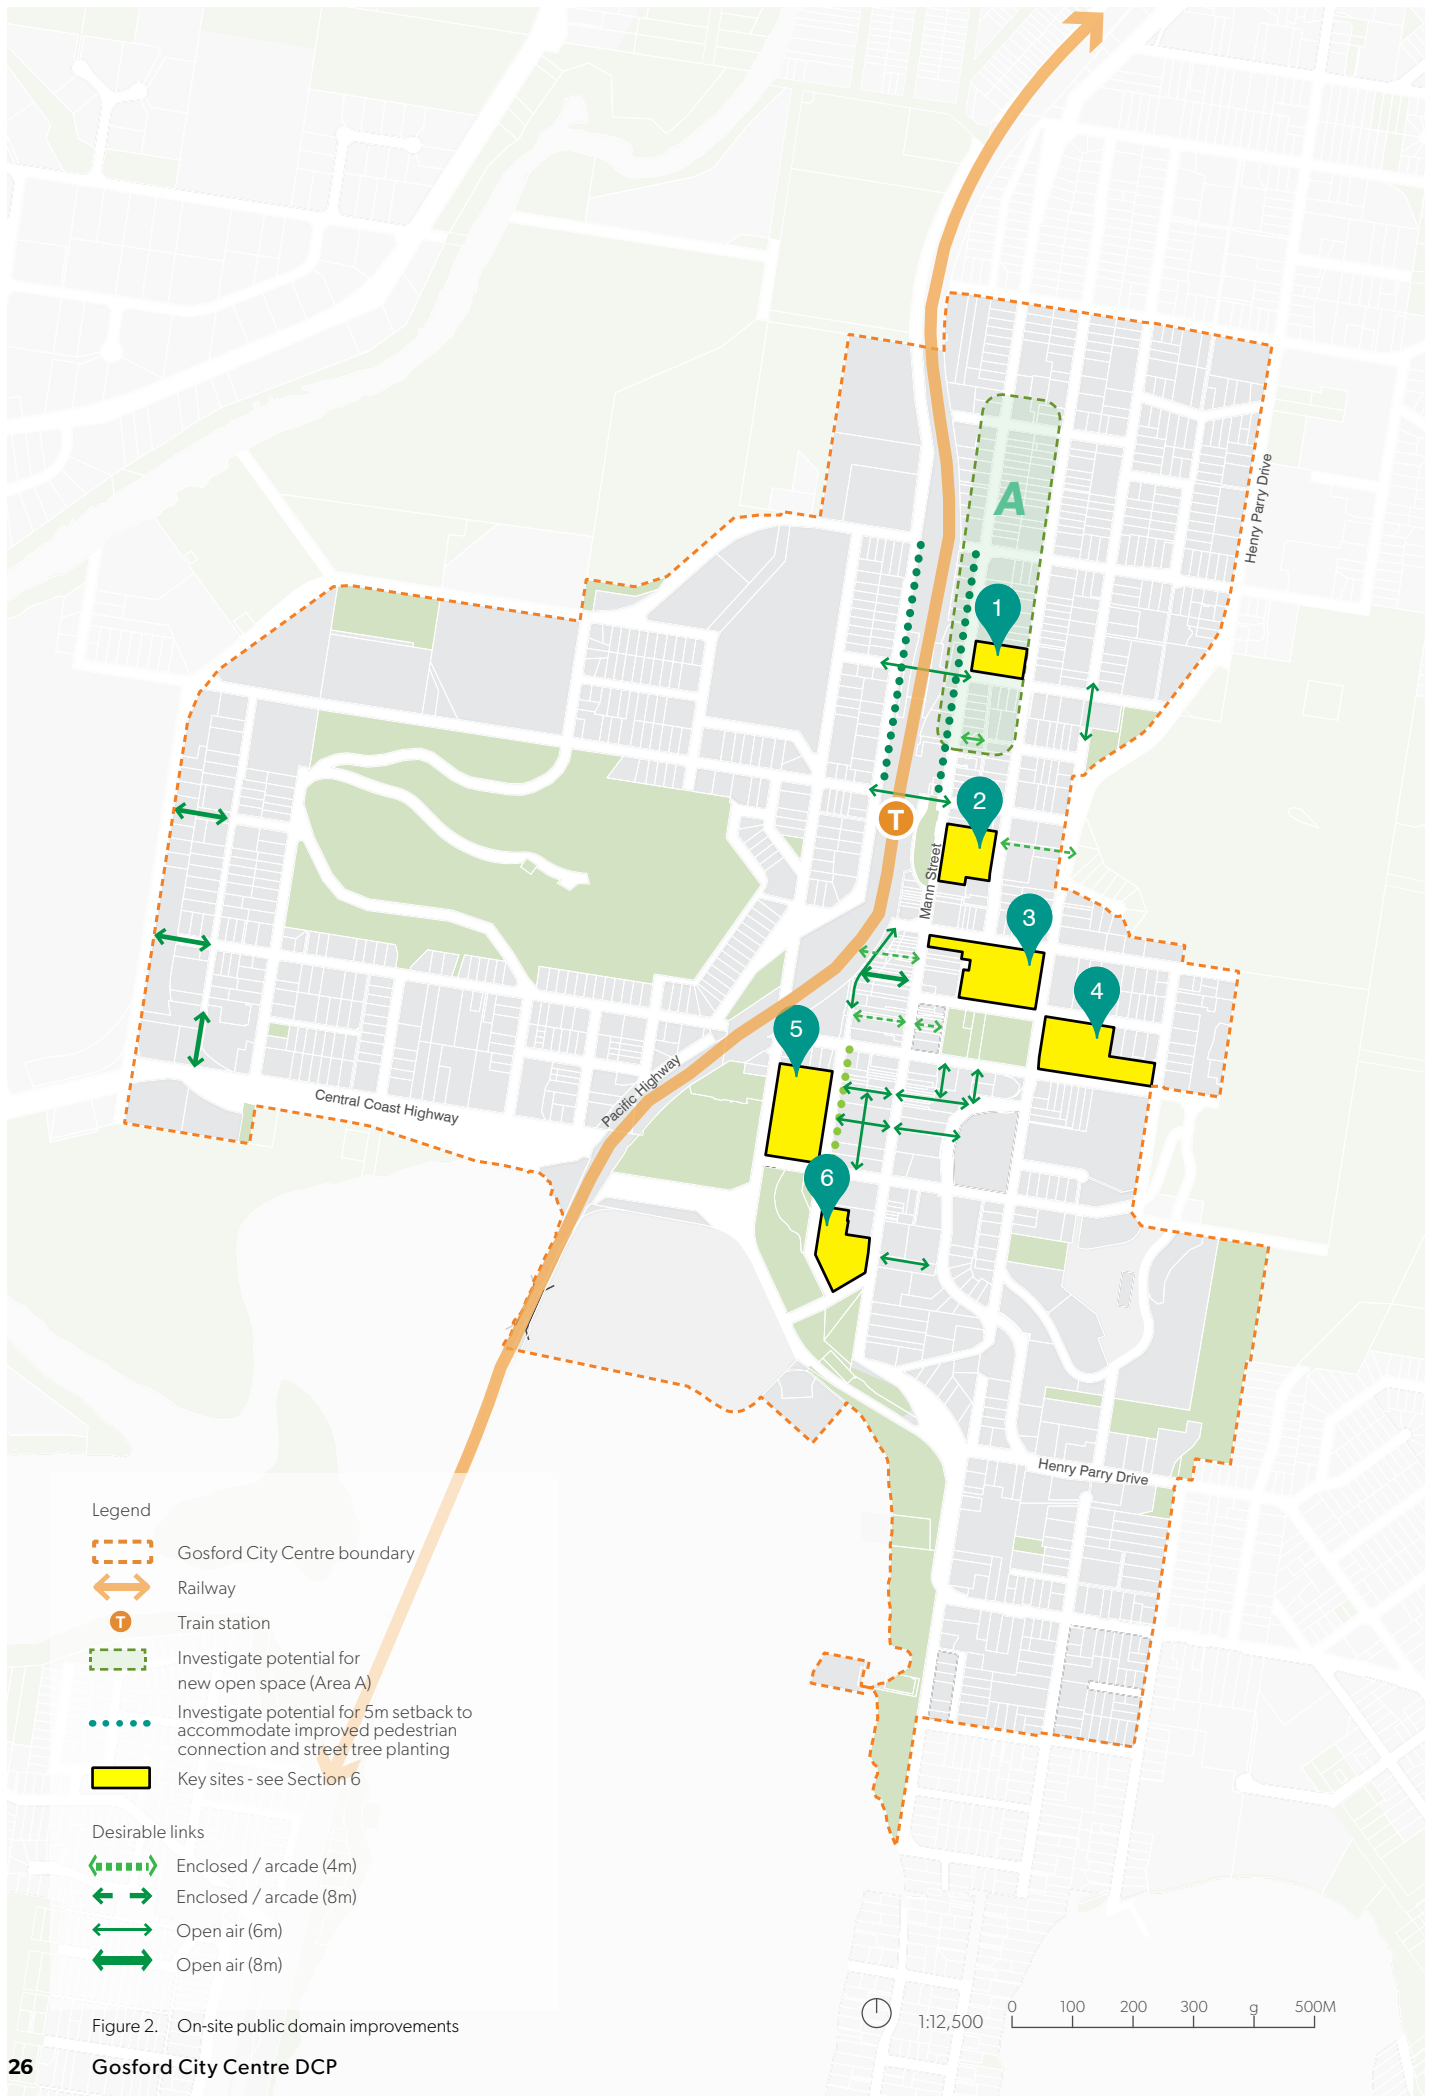 A
Henry Parry Drive
1
2
T
Mann Street
3
4
5
Pacific Highway
Central Coast Highway
6
Henry Parry Drive
Legend
Gosford City Centre boundary
Railway
T
Train station
Investigate potential for
new open space (Area A)
Investigate potential for 5m setback to
accommodate improved pedestrian
connection and street tree planting
Key sites - see Section 6
Desirable links
Enclosed / arcade (4m)
Enclosed / arcade (8m)
Open air (6m)
Open air (8m)
1:12,500
0 100 200 300 g 500M
Figure 2. On-site public domain improvements
26 Gosford City Centre DCP